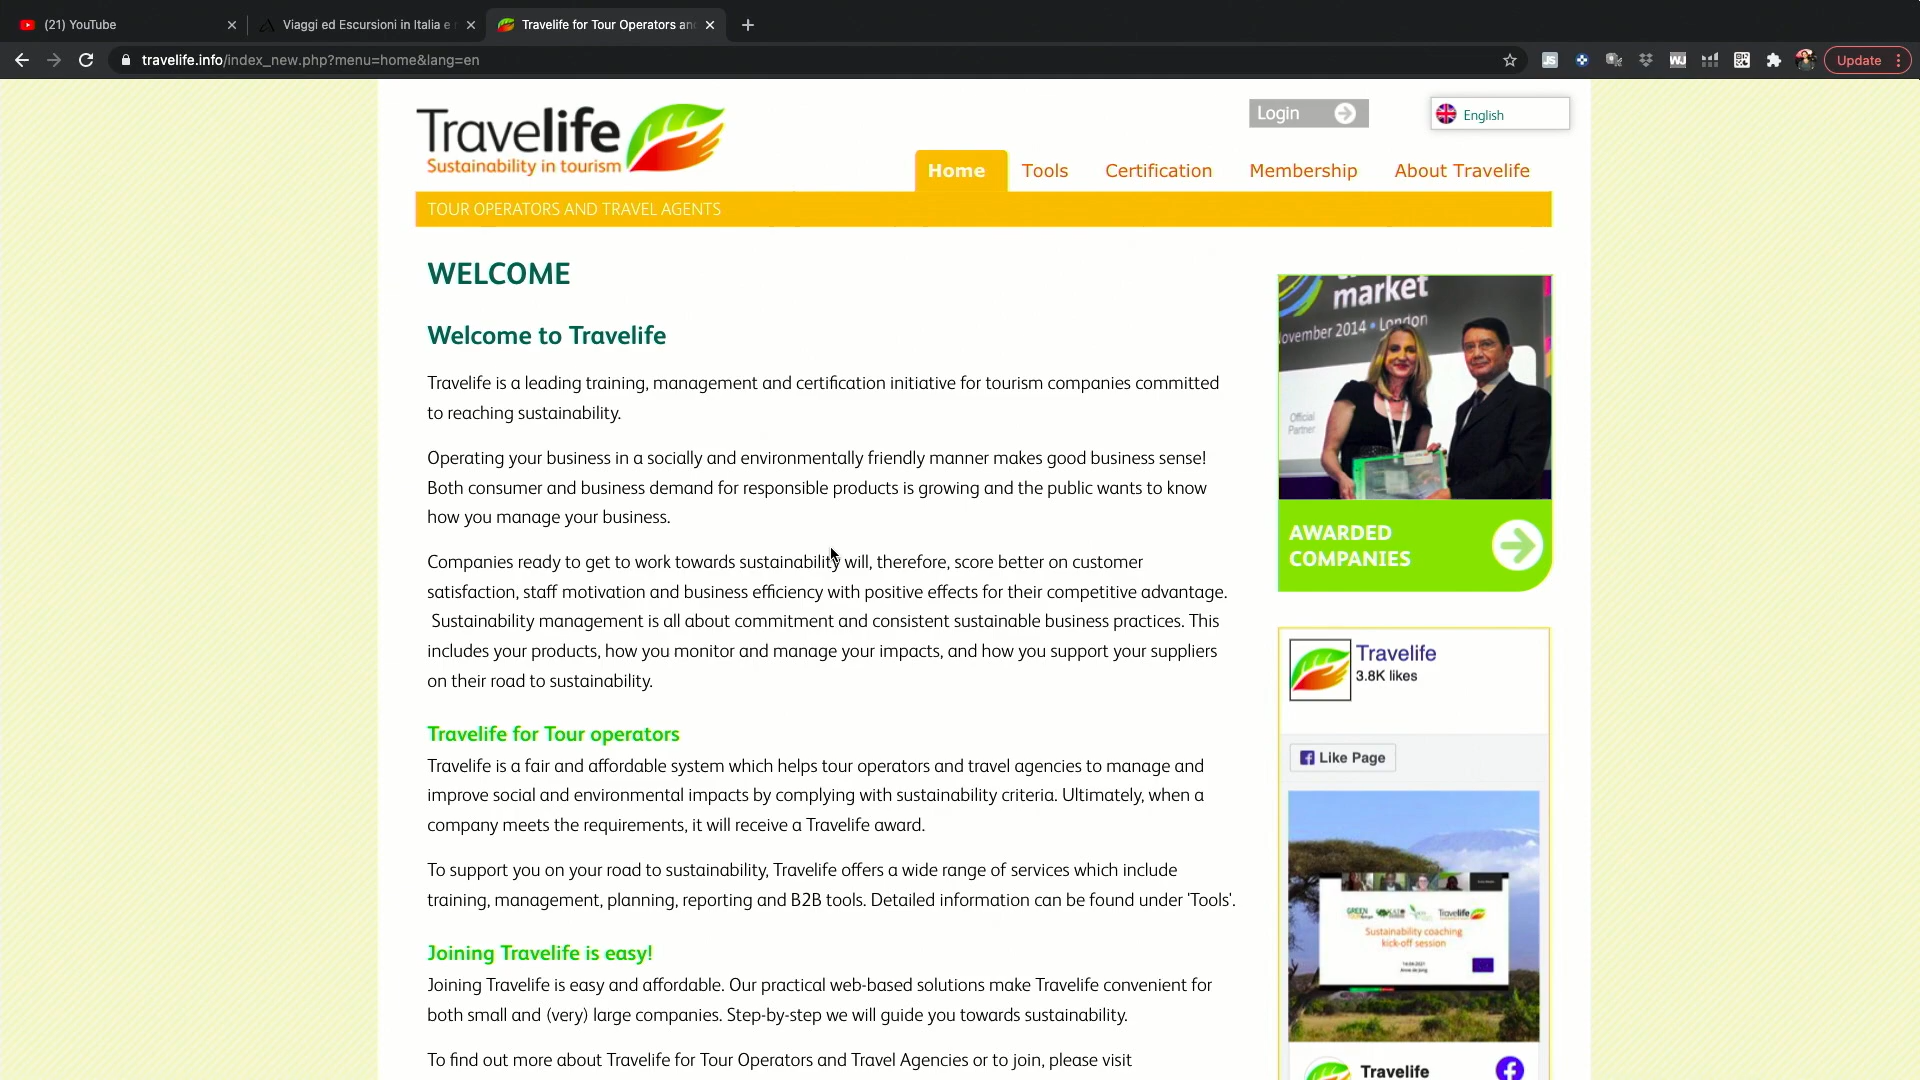 (21) YouTube
Viaggi ed Escursioni in Italia e
Travelife for Tour Operators an
travelife.info/index_new.php?menu=home&lang=en
Update
Travelife
Sustainability in tourism
Login
English
Home
Tools
Certification
Membership
About Travelife
TOUR OPERATORS AND TRAVEL AGENTS
WELCOME
Welcome to Travelife
Travelife is a leading training, management and certification initiative for tourism companies committed
to reaching sustainability.
Operating your business in a socially and environmentally friendly manner makes good business sense!
Both consumer and business demand for responsible products is growing and the public wants to know
how you manage your business.
Companies ready to get to work towards sustainability will, therefore, score better on customer
satisfaction, staff motivation and business efficiency with positive effects for their competitive advantage.
Sustainability management is all about commitment and consistent sustainable business practices. This
includes your products, how you monitor and manage your impacts, and how you support your suppliers
on their road to sustainability.
Travelife for Tour operators
Travelife is a fair and affordable system which helps tour operators and travel agencies to manage and
improve social and environmental impacts by complying with sustainability criteria. Ultimately, when a
company meets the requirements, it will receive a Travelife award.
To support you on your road to sustainability, Travelife offers a wide range of services which include
training, management, planning, reporting and B2B tools. Detailed information can be found under 'Tools'.
Joining Travelife is easy!
Joining Travelife is easy and affordable. Our practical web-based solutions make Travelife convenient for
both small and (very) large companies. Step-by-step we will guide you towards sustainability.
To find out more about Travelife for Tour Operators and Travel Agencies or to join, please visit
market
November 2014 • London
Official
Partner
AWARDED
COMPANIES
Travelife
3.8K likes
Like Page
Travelife
Sustainability coaching
kick-off session
Travelife